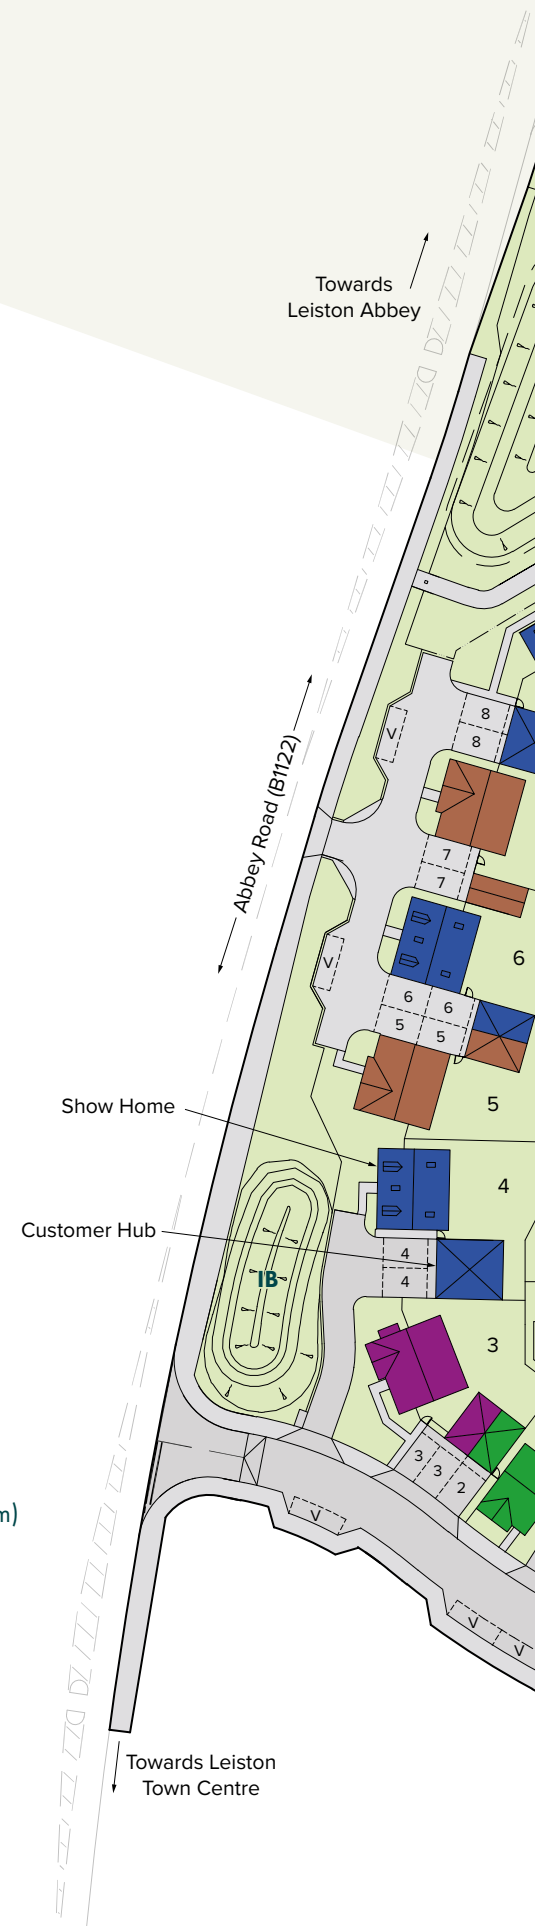 Towards
Leiston Abbey
8
8
V
Abbey Road (B1122)
7
7
6
V
6
6
5
5
Show Home
5
4
Customer Hub
4
4
IB
3
3
3
2
m)
V
V
V
Towards Leiston
Town Centre